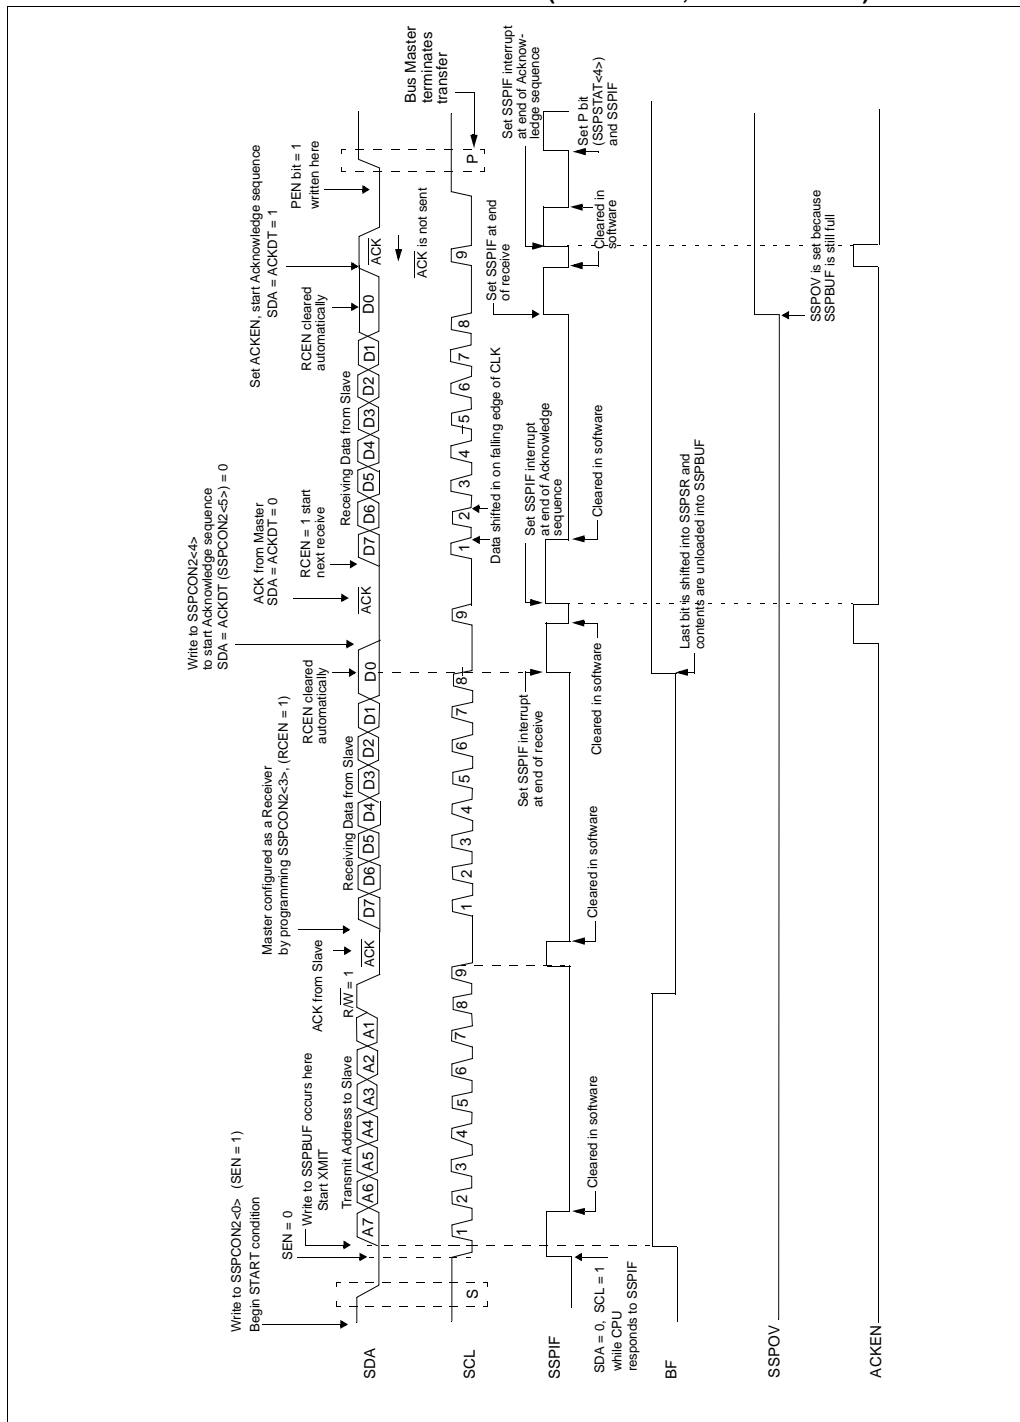 Write to SSPCON2<0> (SEN = 1)
Begin START condition
SEN = 0
Write to SSPBUF occurs here
Start XMIT
Transmit Address to Slave
ACK from Slave
R/W = 1
Master configured as a Receiver
by programming SSPCON2<3>, (RCEN = 1)
Receiving Data from Slave
RCEN cleared
automatically
Write to SSPCON2<4>
to start Acknowledge sequence
SDA = ACKDT (SSPCON2<5>) = 0
ACK from Master
SDA = ACKDT = 0
RCEN = 1 start
next receive
Receiving Data from Slave
RCEN cleared
automatically
Set ACKEN, start Acknowledge sequence
SDA = ACKDT = 1
PEN bit = 1
written here
Bus Master
terminates
transfer
SDA
A7 A6 A5 A4 A3 A2 A1 ACK D7 D6 D5 D4 D3 D2 D1 D0 ACK D7 D6 D5 D4 D3 D2 D1 D0 ACK
ACK is not sent
SCL
S 1 2 3 4 5 6 7 8 9 1 2 3 4 5 6 7 8 9 1 2 3 4 5 6 7 8 9 P
Data shifted in on falling edge of CLK
Set SSPIF interrupt
at end of receive
Set SSPIF interrupt
at end of Acknowledge
sequence
Set SSPIF at end
of receive
Set SSPIF interrupt
at end of Acknow-
ledge sequence
SSPIF
SDA = 0, SCL = 1
while CPU
responds to SSPIF
Cleared in software
Cleared in software
Cleared in software
Cleared in software
Cleared in
software
Set P bit
(SSPSTAT<4>)
and SSPIF
BF
Last bit is shifted into SSPSR and
contents are unloaded into SSPBUF
SSPOV
SSPOV is set because
SSPBUF is still full
ACKEN